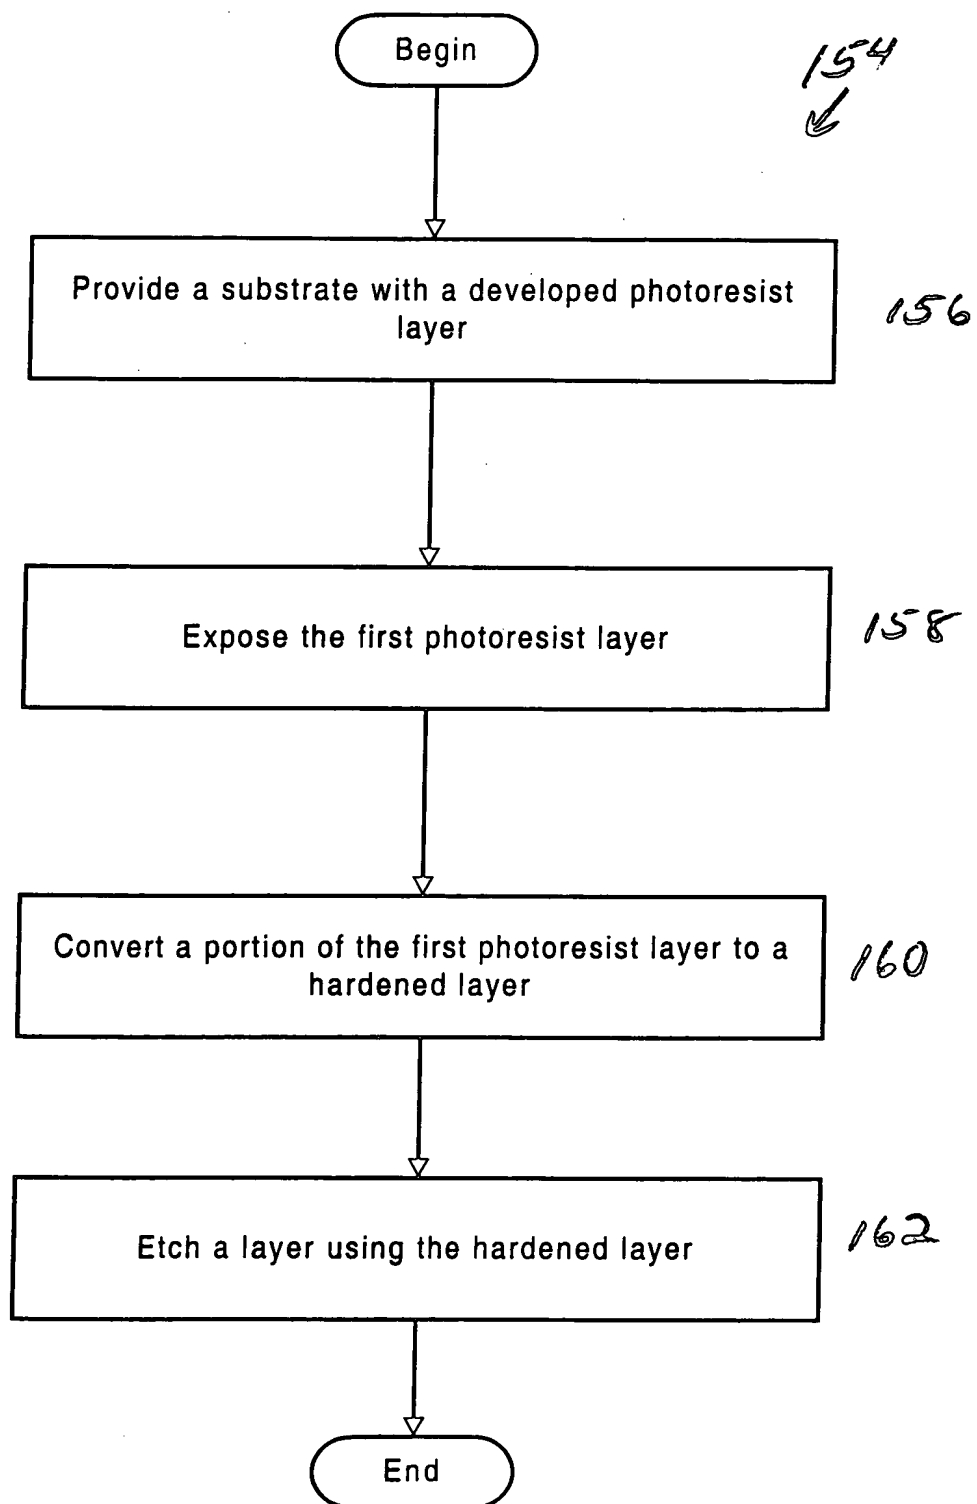 Begin
154
Provide a substrate with a developed photoresist
layer
156
Expose the first photoresist layer
158
Convert a portion of the first photoresist layer to a
hardened layer
160
Etch a layer using the hardened layer
162
End